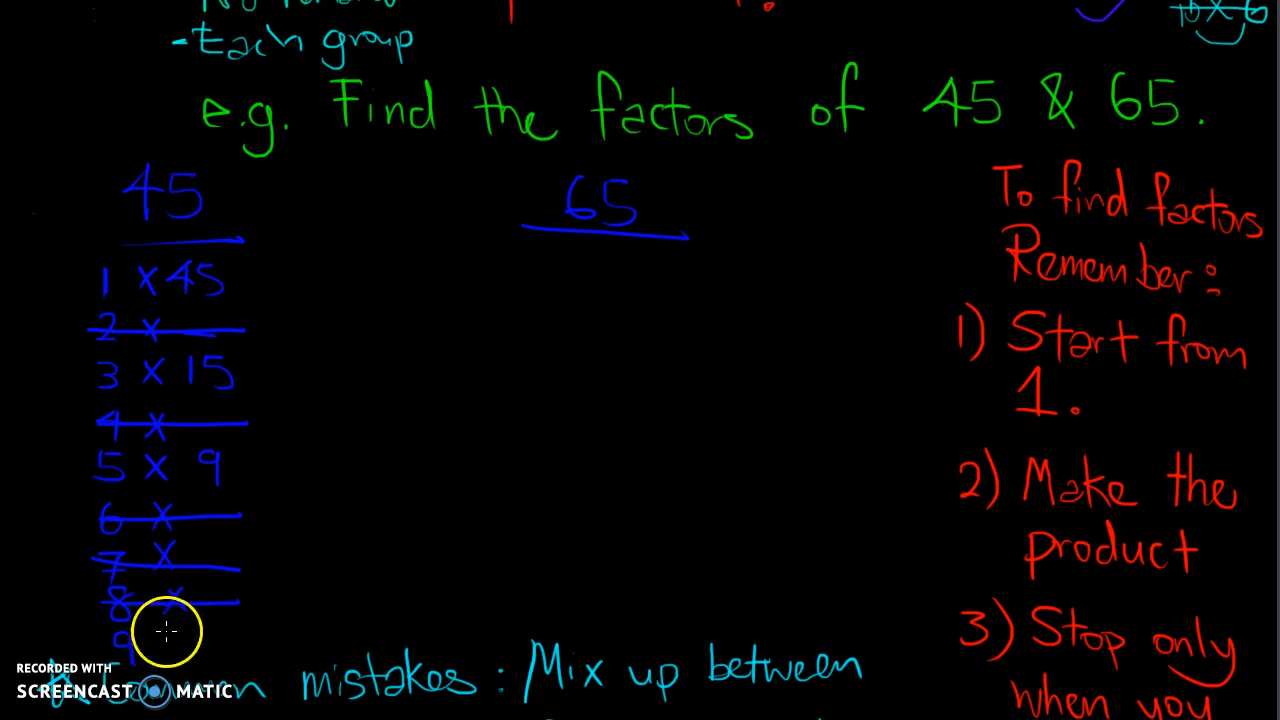 - Each group
e.g. Find the factors of 45 & 65.
45
1 x 45
2 x
3 x 15
4 x
5 x 9
6 x
7 x
8 x
9
65
To find factors
Remember:
1) Start from
1.
2) Make the
product
3) Stop only
when you
mistakes: Mix up between
RECORDED WITH
SCREENCAST MATIC